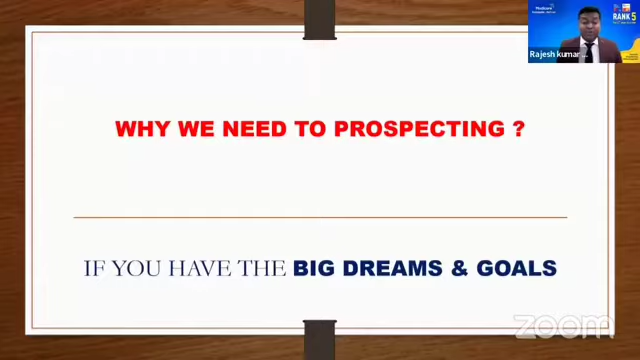 RANK 5
Rajesh kumar ...
WHY WE NEED TO PROSPECTING ?
IF YOU HAVE THE BIG DREAMS & GOALS
zoom